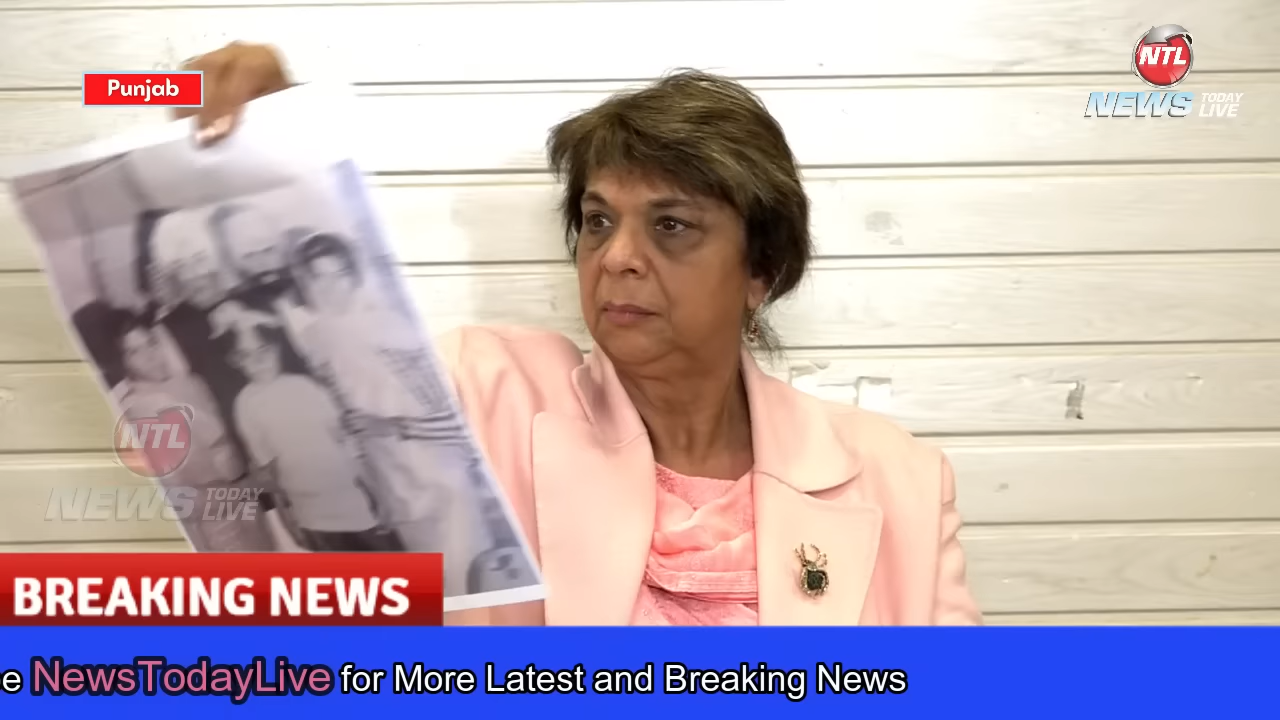 Punjab
NTL
NEWS TODAY LIVE
NTL
NEWS TODAY LIVE
BREAKING NEWS
e NewsTodayLive for More Latest and Breaking News